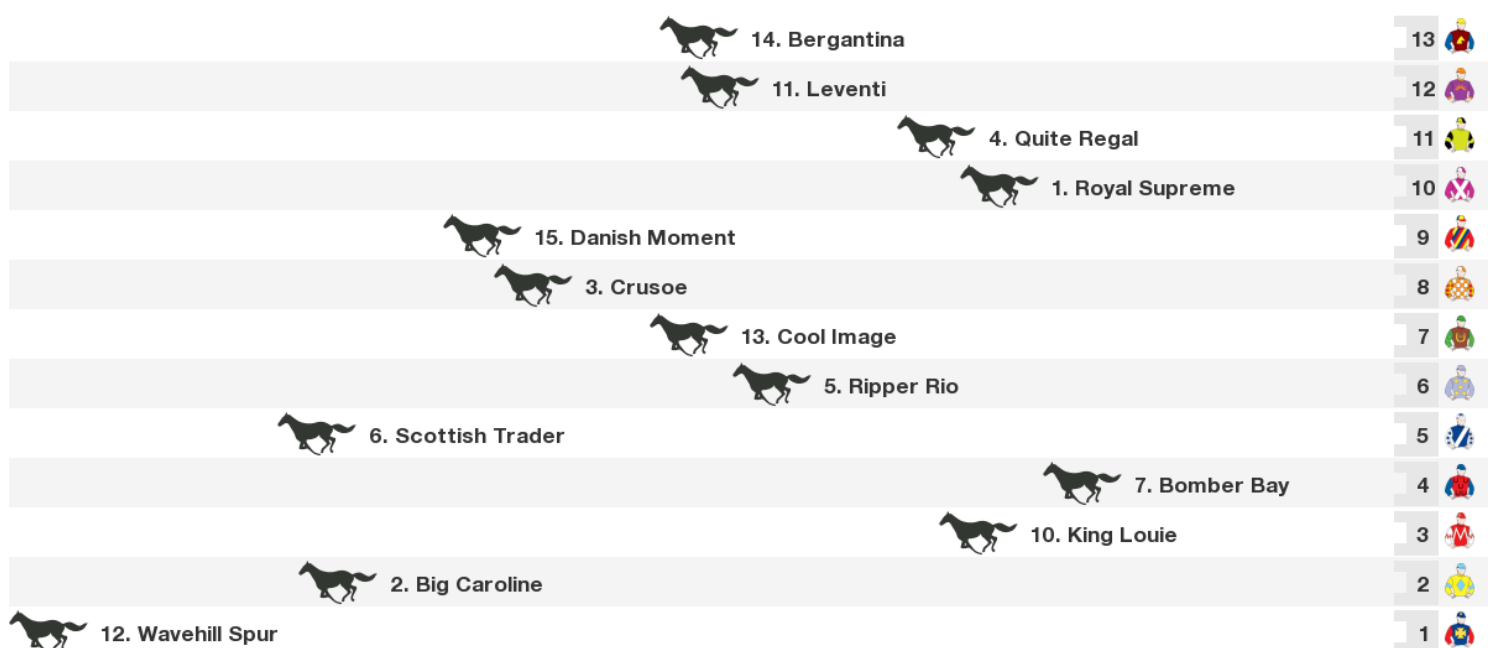 14. Bergantina 13
11. Leventi 12
4. Quite Regal 11
1. Royal Supreme 10
15. Danish Moment 9
3. Crusoe 8
13. Cool Image 7
5. Ripper Rio 6
6. Scottish Trader 5
7. Bomber Bay 4
10. King Louie 3
2. Big Caroline 2
12. Wavehill Spur 1